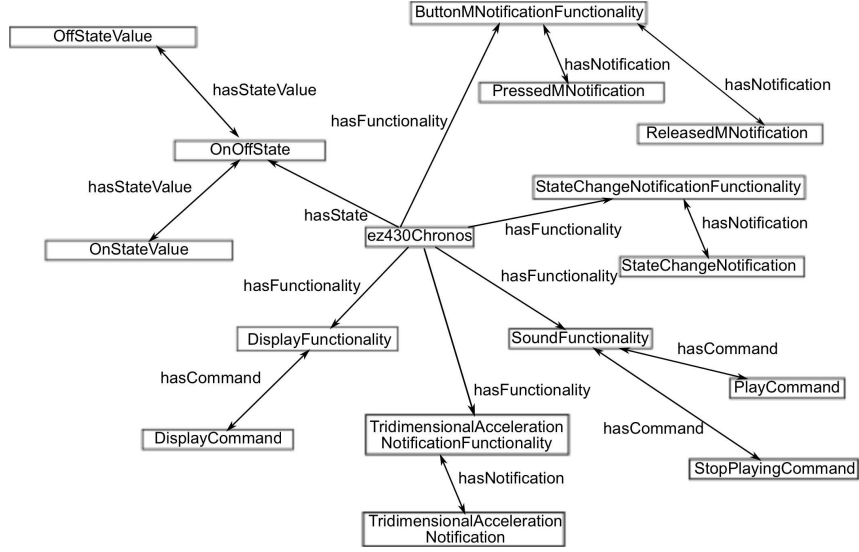 ButtonMNotificationFunctionality
OffStateValue
hasNotification
hasStateValue
hasNotification
PressedMNotification
hasFunctionality
ReleasedMNotification
OnOffState
hasStateValue
StateChangeNotificationFunctionality
hasState
hasNotification
hasFunctionality
ez430Chronos
OnStateValue
StateChangeNotification
hasFunctionality
hasFunctionality
DisplayFunctionality
SoundFunctionality
hasCommand
hasCommand
hasFunctionality
PlayCommand
TridimensionalAcceleration
NotificationFunctionality
hasCommand
DisplayCommand
StopPlayingCommand
hasNotification
TridimensionalAcceleration
Notification